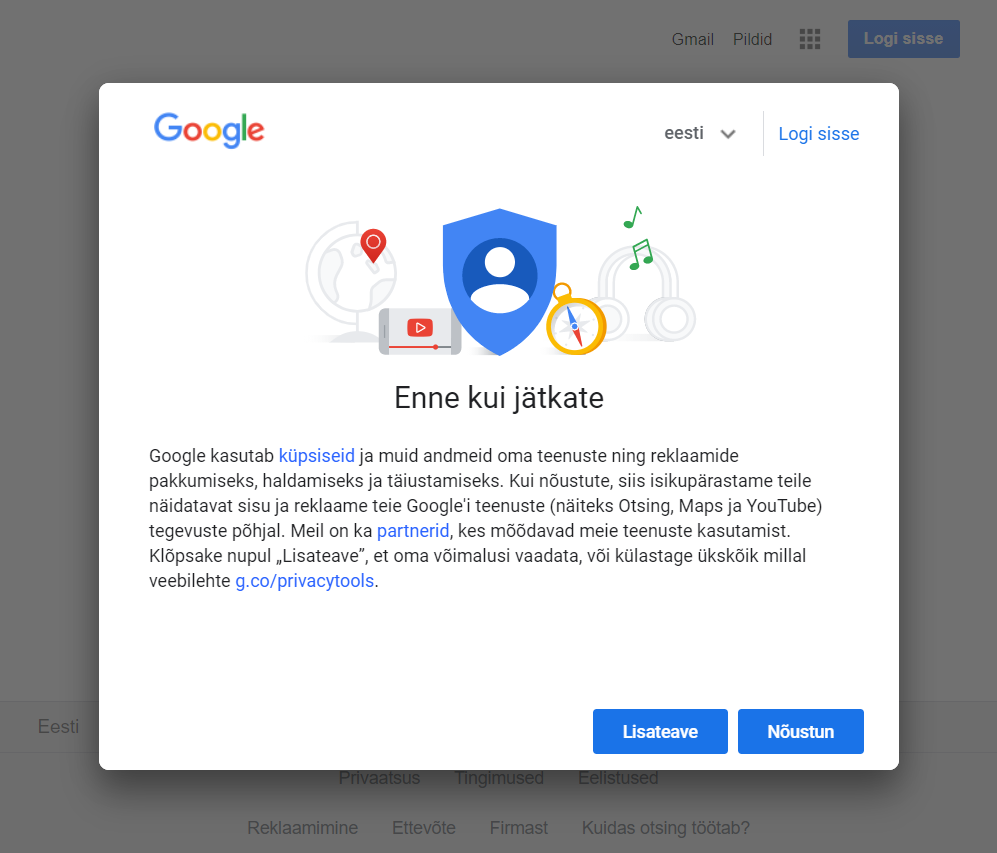 Gmail Pildid Logi sisse
Google eesti Logi sisse
Enne kui jätkate
Google kasutab küpsiseid ja muid andmeid oma teenuste ning reklaamide
pakkumiseks, haldamiseks ja täiustamiseks. Kui nõustute, siis isikupärastame teile
näidatavat sisu ja reklaame teie Google'i teenuste (näiteks Otsing, Maps ja YouTube)
tegevuste põhjal. Meil on ka partnerid, kes mõõdavad meie teenuste kasutamist.
Klõpsake nupul „Lisateave”, et oma võimalusi vaadata, või külastage ükskõik millal
veebilehte g.co/privacytools.
Lisateave Nõustun
Eesti
Privaatsus Tingimused Eelistused
Reklaamimine Ettevõte Firmast Kuidas otsing töötab?